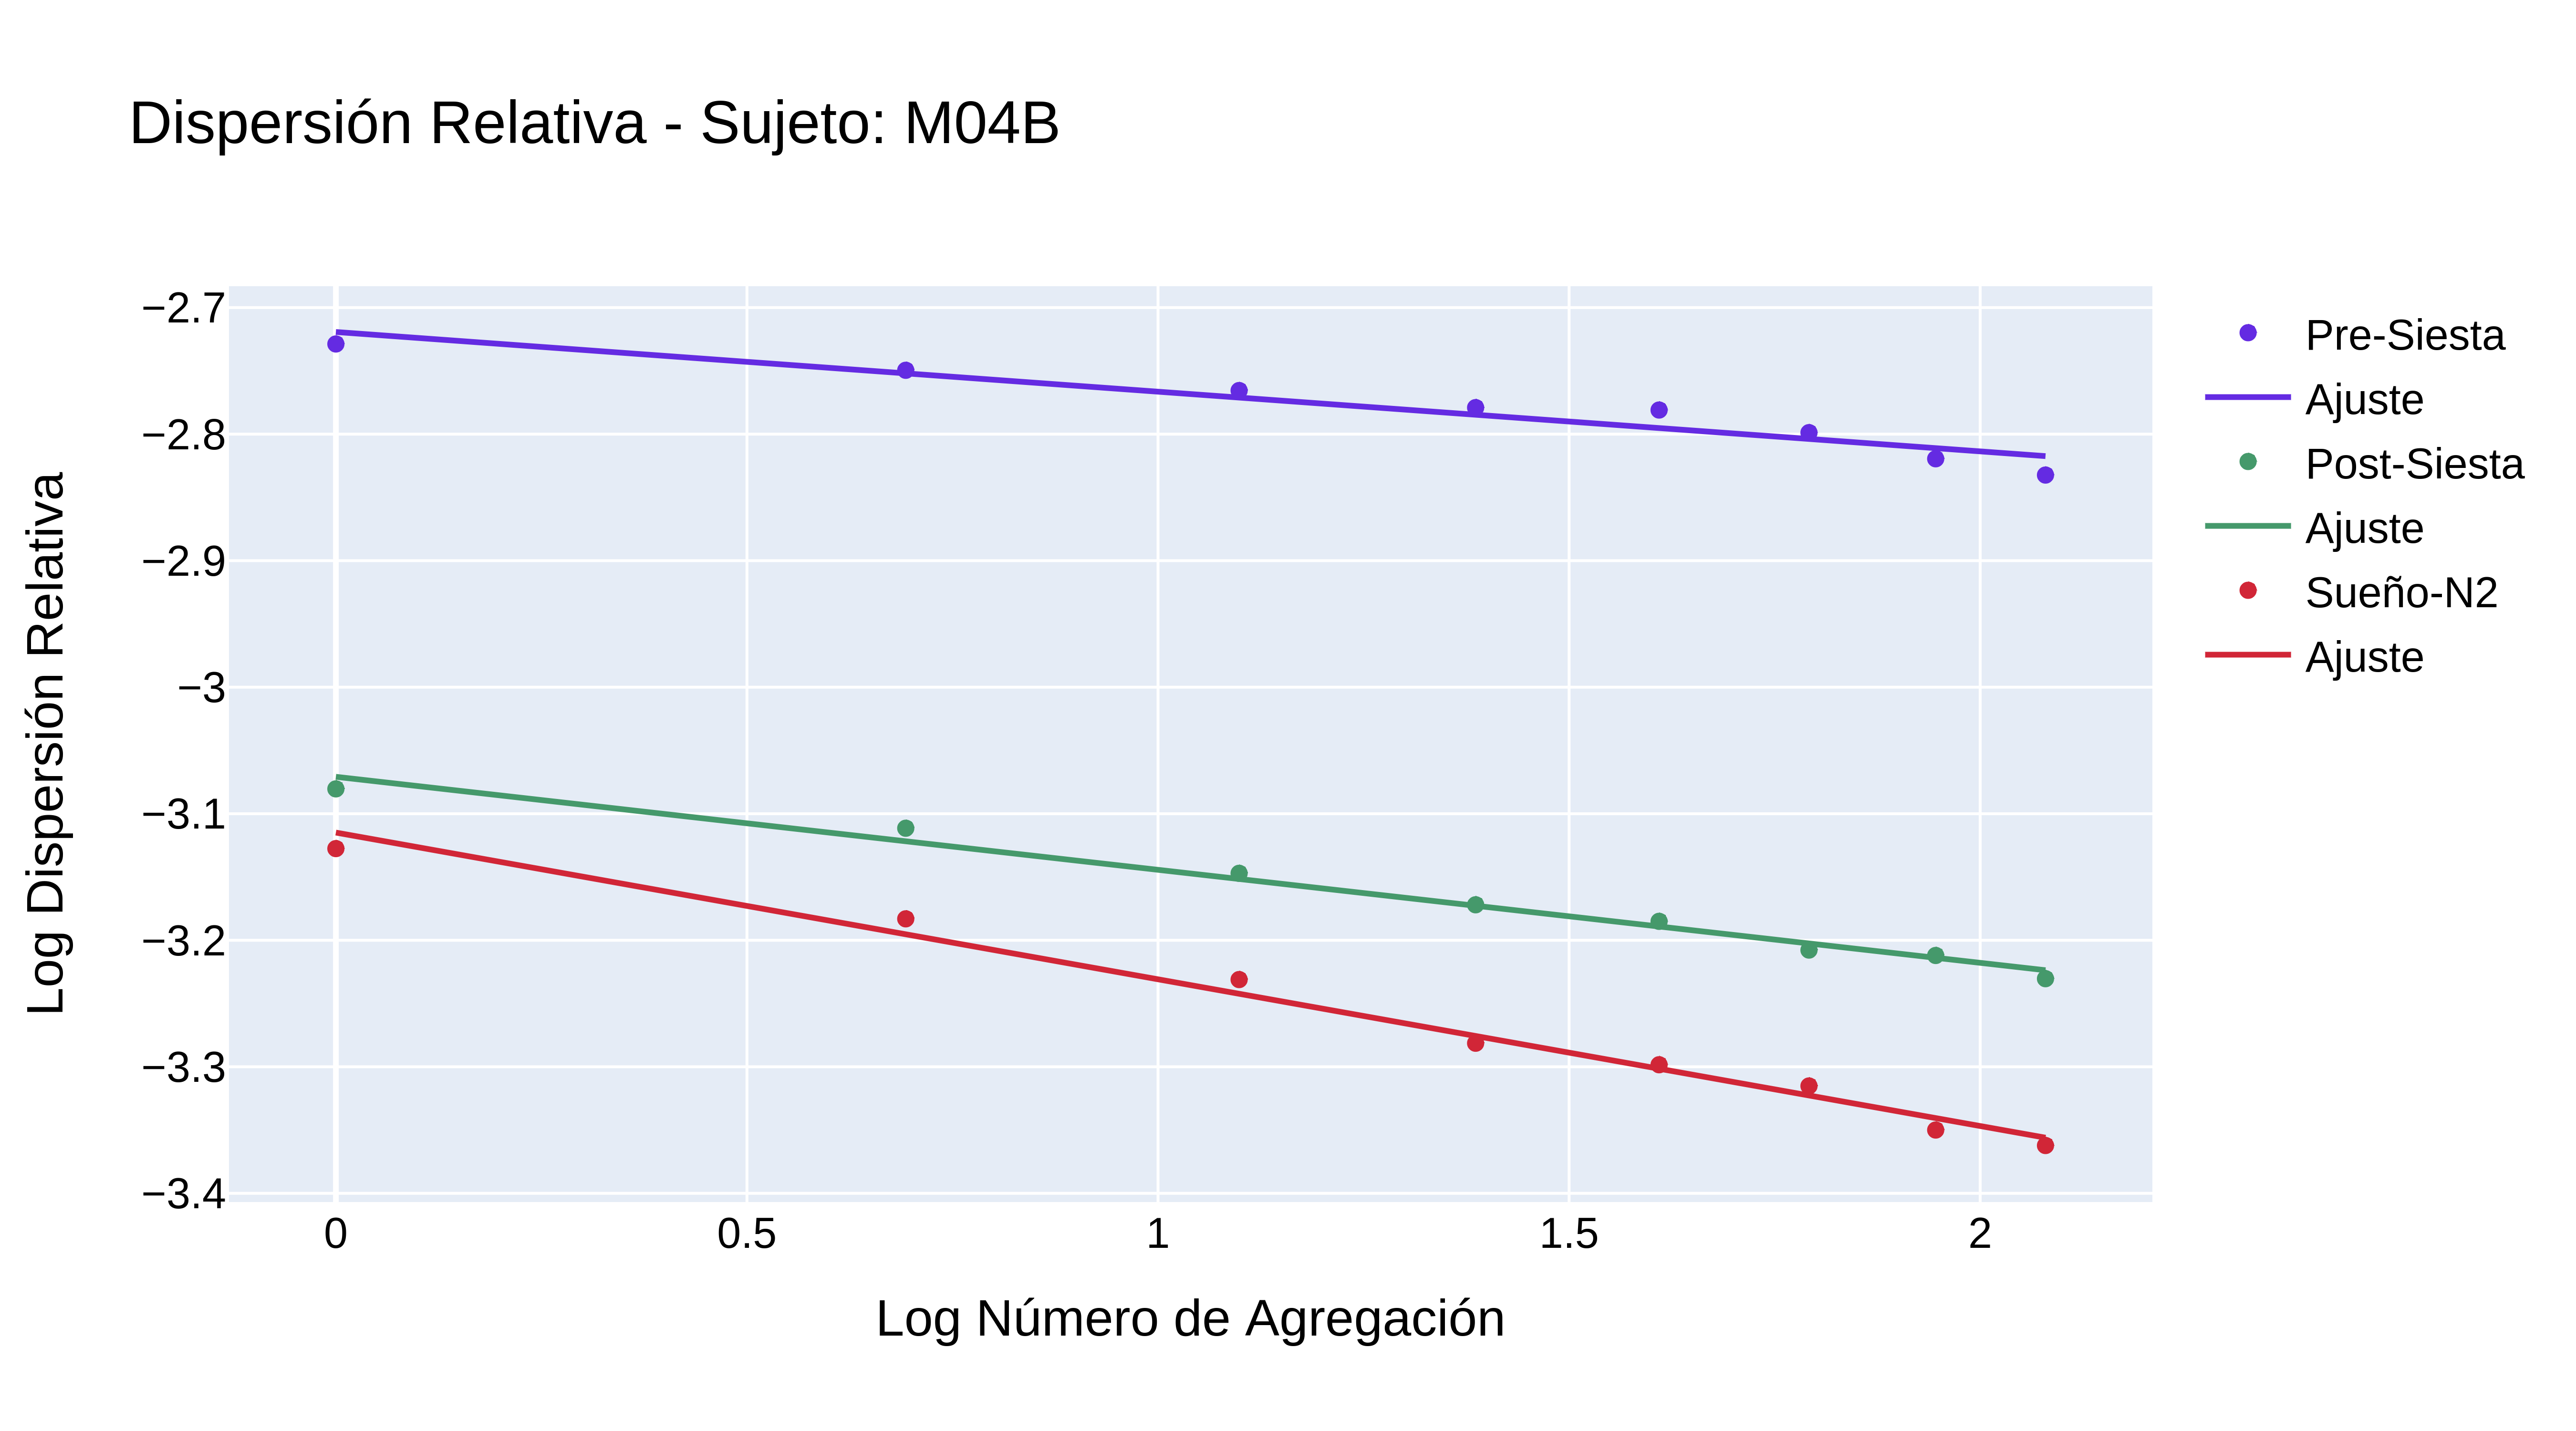 Dispersión Relativa - Sujeto: M04B
Log Dispersión Relativa
−2.7
−2.8
−2.9
−3
−3.1
−3.2
−3.3
−3.4
0
0.5
1
1.5
2
Log Número de Agregación
Pre-Siesta
Ajuste
Post-Siesta
Ajuste
Sueño-N2
Ajuste